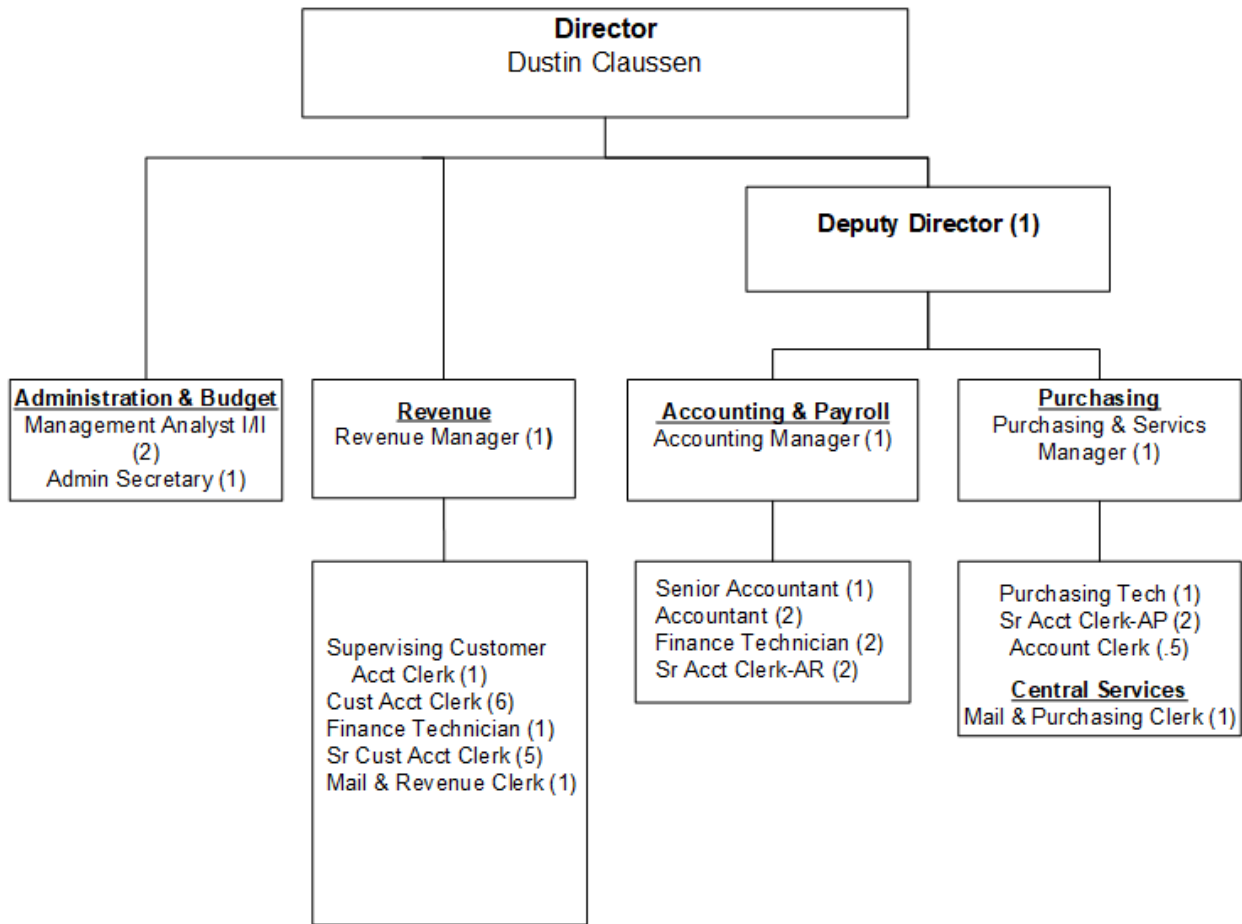 Director
Dustin Claussen
Deputy Director (1)
Administration & Budget
Management Analyst I/II
(2)
Admin Secretary (1)
Revenue
Revenue Manager (1)
Accounting & Payroll
Accounting Manager (1)
Purchasing
Purchasing & Servics
Manager (1)
Supervising Customer
Acct Clerk (1)
Cust Acct Clerk (6)
Finance Technician (1)
Sr Cust Acct Clerk (5)
Mail & Revenue Clerk (1)
Senior Accountant (1)
Accountant (2)
Finance Technician (2)
Sr Acct Clerk-AR (2)
Purchasing Tech (1)
Sr Acct Clerk-AP (2)
Account Clerk (.5)
Central Services
Mail & Purchasing Clerk (1)